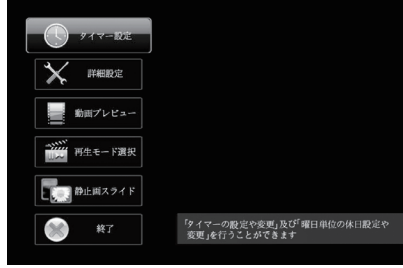 タイマー設定
詳細設定
動画プレビュー
再生モード選択
静止画スライド
終了
「タイマーの設定や変更」及び「曜日単位の休日設定や
変更」を行うことができます